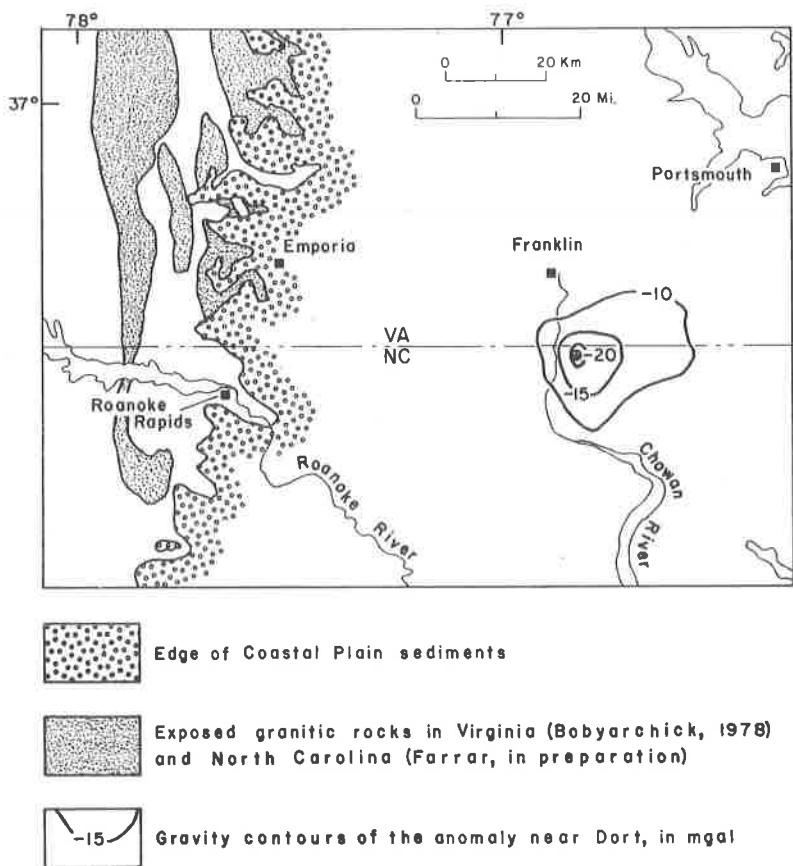 78°
77°
37°
0 20 Km
0 20 Mi.
Portsmouth
Emporia
Franklin
-10
VA
NC
-20
-15
Roanoke
Rapids
Roanoke River
Chowan River
Edge of Coastal Plain sediments
Exposed granitic rocks in Virginia (Bobyarchick, 1978)
and North Carolina (Farrar, in preparation)
-15
Gravity contours of the anomaly near Dort, in mgal